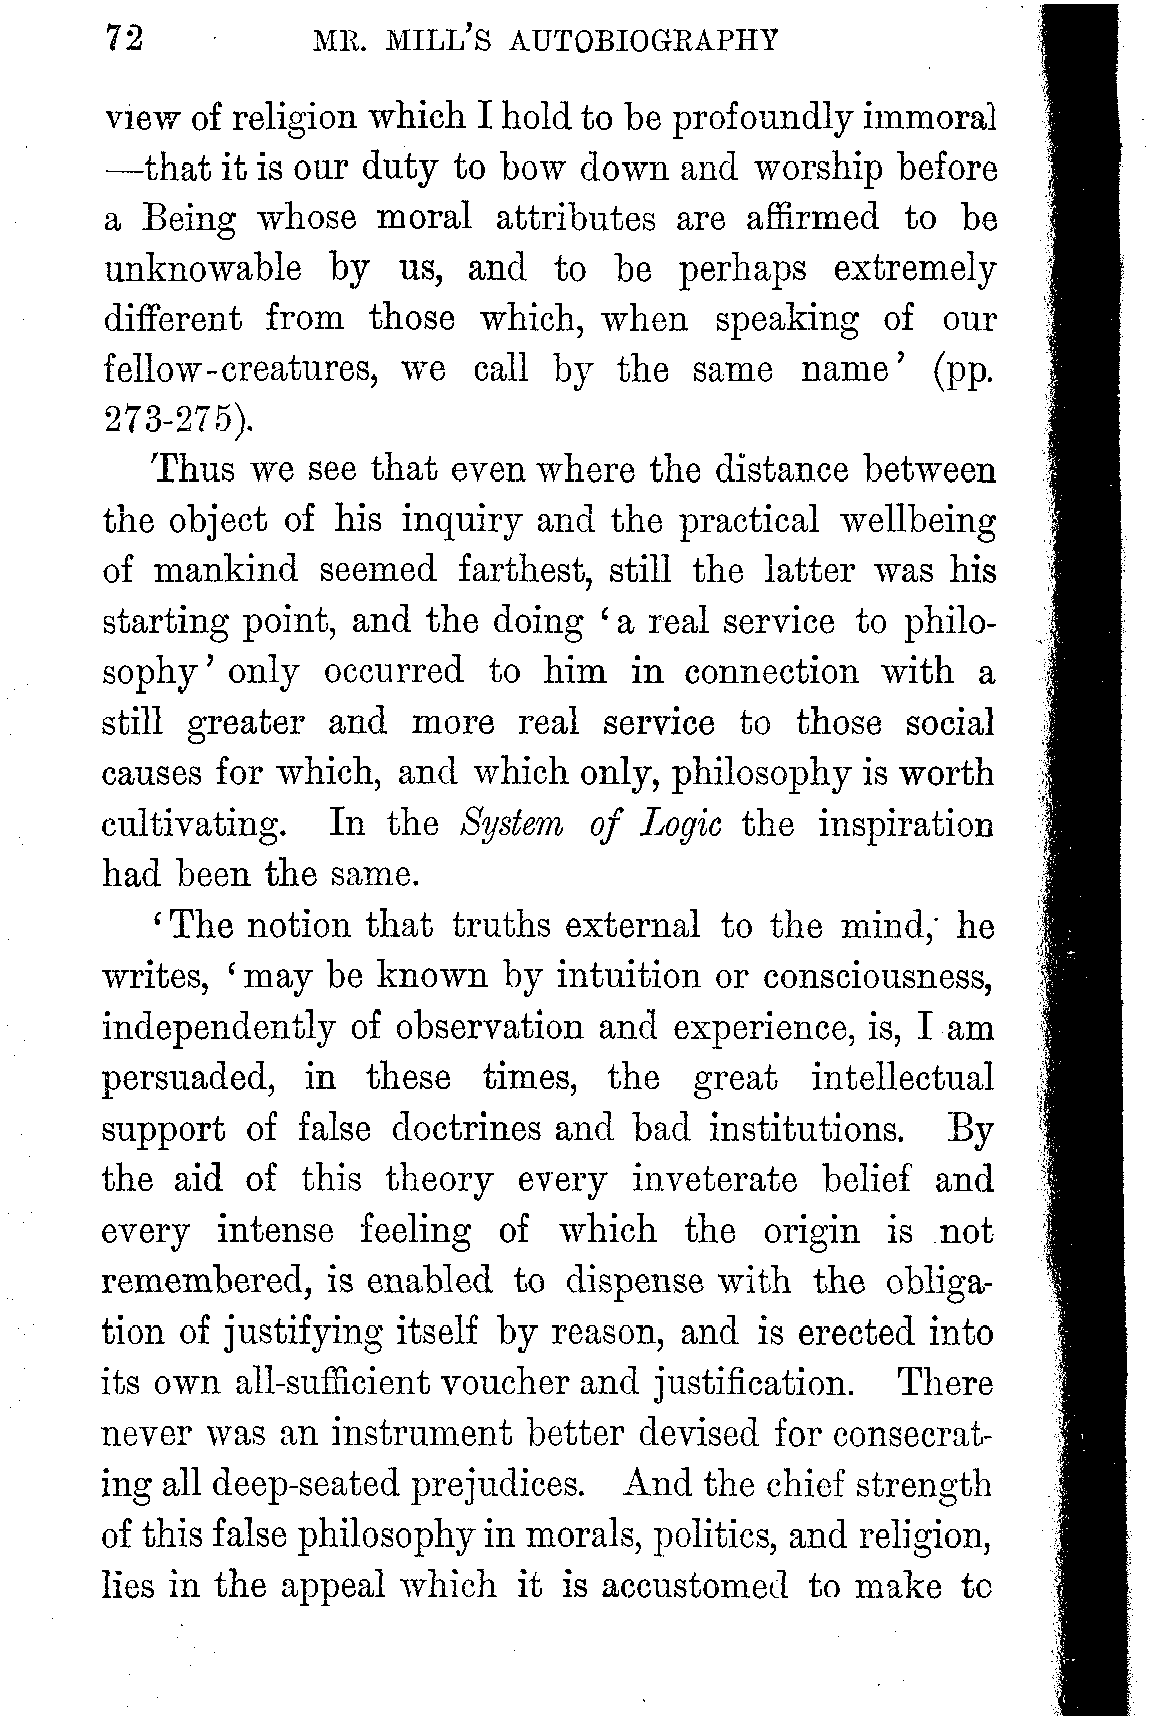 72 MR. MILL'S AUTOBIOGRAPHY
view of religion which I hold to be profoundly immoral
—that it is our duty to bow down and worship before
a Being whose moral attributes are affirmed to be
unknowable by us, and to be perhaps extremely
different from those which, when speaking of our
fellow-creatures, we call by the same name' (pp.
273-275).
Thus we see that even where the distance between
the object of his inquiry and the practical wellbeing
of mankind seemed farthest, still the latter was his
starting point, and the doing 'a real service to philo-
sophy' only occurred to him in connection with a
still greater and more real service to those social
causes for which, and which only, philosophy is worth
cultivating. In the System of Logic the inspiration
had been the same.
'The notion that truths external to the mind,' he
writes, 'may be known by intuition or consciousness,
independently of observation and experience, is, I am
persuaded, in these times, the great intellectual
support of false doctrines and bad institutions. By
the aid of this theory every inveterate belief and
every intense feeling of which the origin is not
remembered, is enabled to dispense with the obliga-
tion of justifying itself by reason, and is erected into
its own all-sufficient voucher and justification. There
never was an instrument better devised for consecrat-
ing all deep-seated prejudices. And the chief strength
of this false philosophy in morals, politics, and religion,
lies in the appeal which it is accustomed to make to